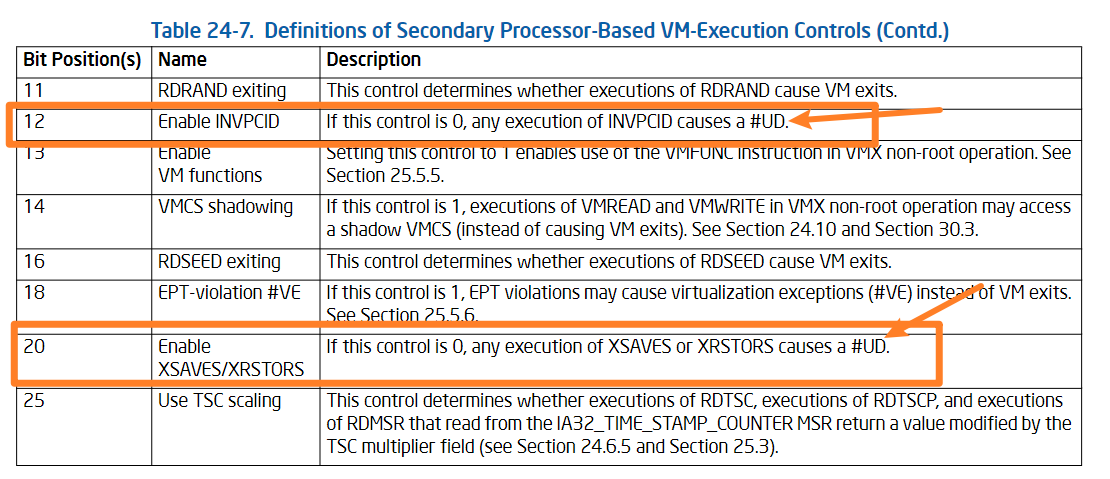 Table 24-7. Definitions of Secondary Processor-Based VM-Execution Controls (Contd.)
Bit Position(s) Name Description
11 RDRAND exiting This control determines whether executions of RDRAND cause VM exits.
12 Enable INVPCID If this control is 0, any execution of INVPCID causes a #UD.
13 Enable Setting this control to 1 enables use of the VMFUNC instruction in VMX non-root operation. See
VM functions Section 25.5.5.
14 VMCS shadowing If this control is 1, executions of VMREAD and VMWRITE in VMX non-root operation may access
a shadow VMCS (instead of causing VM exits). See Section 24.10 and Section 30.3.
16 RDSEED exiting This control determines whether executions of RDSEED cause VM exits.
18 EPT-violation #VE If this control is 1, EPT violations may cause virtualization exceptions (#VE) instead of VM exits.
See Section 25.5.6.
20 Enable If this control is 0, any execution of XSAVES or XRSTORS causes a #UD.
XSAVES/XRSTORS
25 Use TSC scaling This control determines whether executions of RDTSC, executions of RDTSCP, and executions
of RDMSR that read from the IA32_TIME_STAMP_COUNTER MSR return a value modified by the
TSC multiplier field (see Section 24.6.5 and Section 25.3).